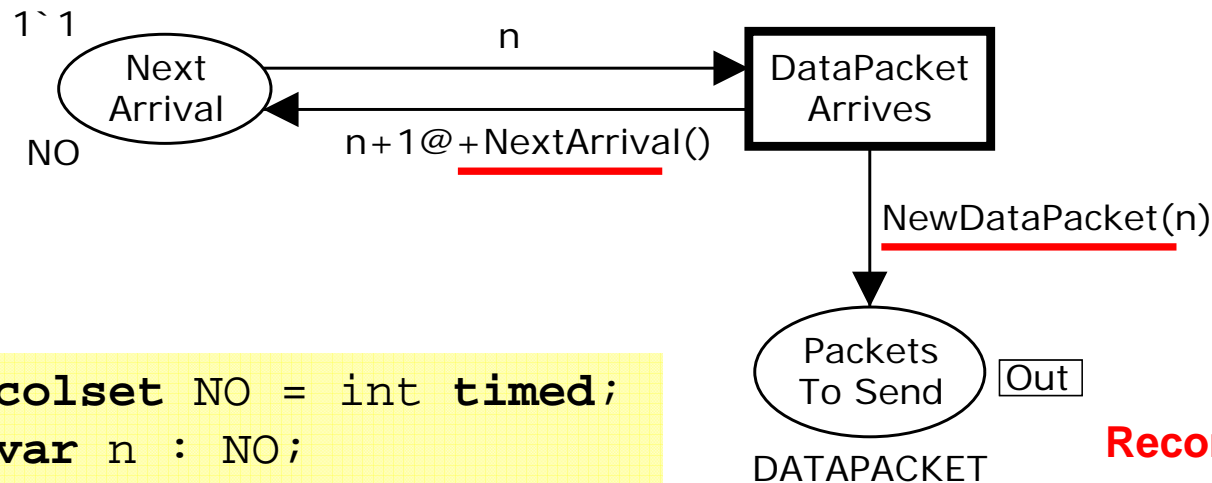 1`1
Next
Arrival
NO
n
n+1@+NextArrival()
DataPacket
Arrives
NewDataPacket(n)
Packets
To Send
Out
DATAPACKET
colset NO = int timed;
var n : NO;